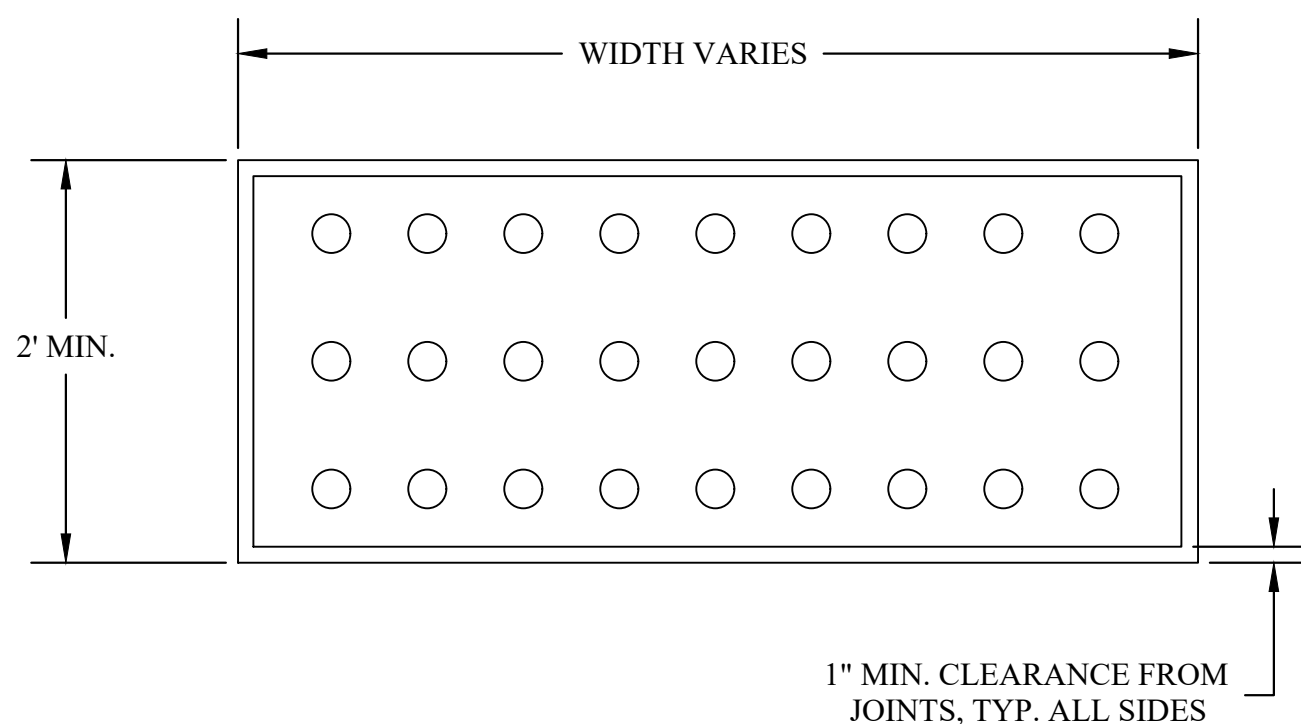 WIDTH VARIES
2' MIN.
1" MIN. CLEARANCE FROM
JOINTS, TYP. ALL SIDES